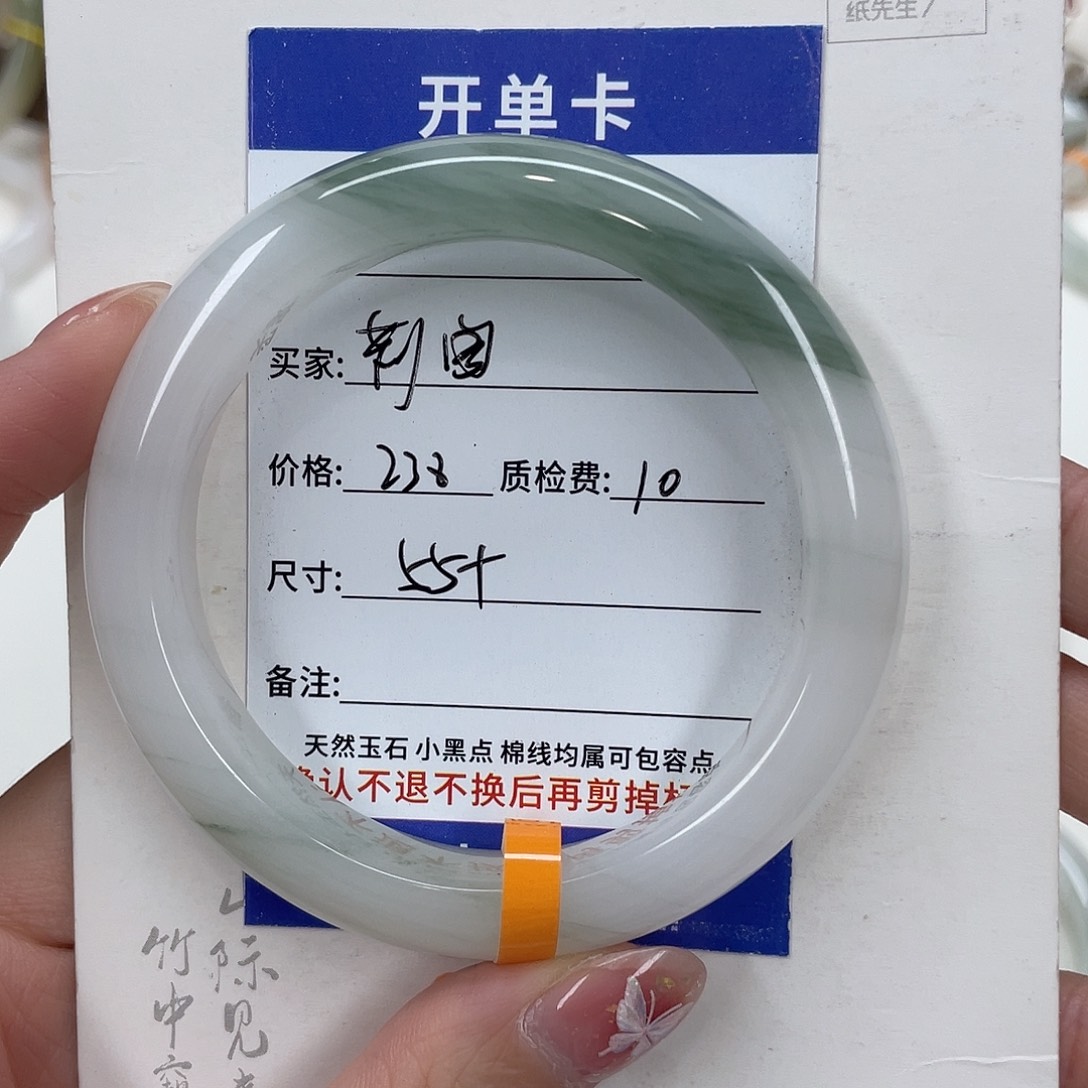 纸先生/
开单卡
买家:
价格: 238 质检费: 10
尺寸: 55+
备注:
天然玉石 小黑点 棉线均属可包容点
认不退不换后再剪掉
竹中
际见